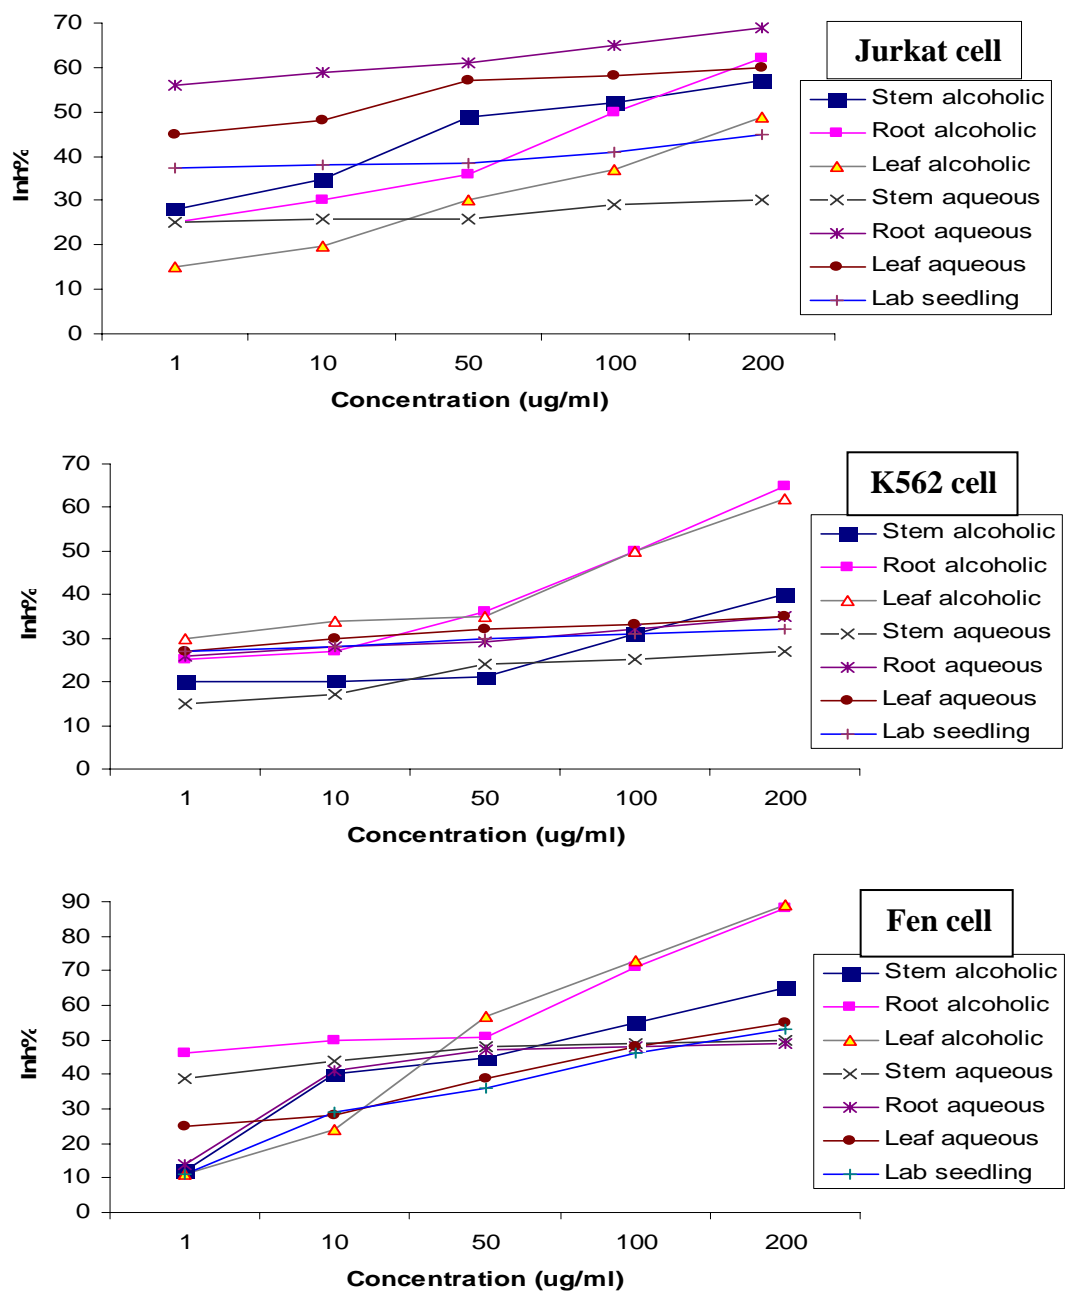 Jurkat cell
70
60
50
40
30
20
10
0
Inh%
1 10 50 100 200
Concentration (ug/ml)
Stem alcoholic
Root alcoholic
Leaf alcoholic
Stem aqueous
Root aqueous
Leaf aqueous
Lab seedling
K562 cell
70
60
50
40
30
20
10
0
Inh%
1 10 50 100 200
Concentration (ug/ml)
Stem alcoholic
Root alcoholic
Leaf alcoholic
Stem aqueous
Root aqueous
Leaf aqueous
Lab seedling
Fen cell
90
80
70
60
50
40
30
20
10
0
Inh%
1 10 50 100 200
Concentration (ug/ml)
Stem alcoholic
Root alcoholic
Leaf alcoholic
Stem aqueous
Root aqueous
Leaf aqueous
Lab seedling